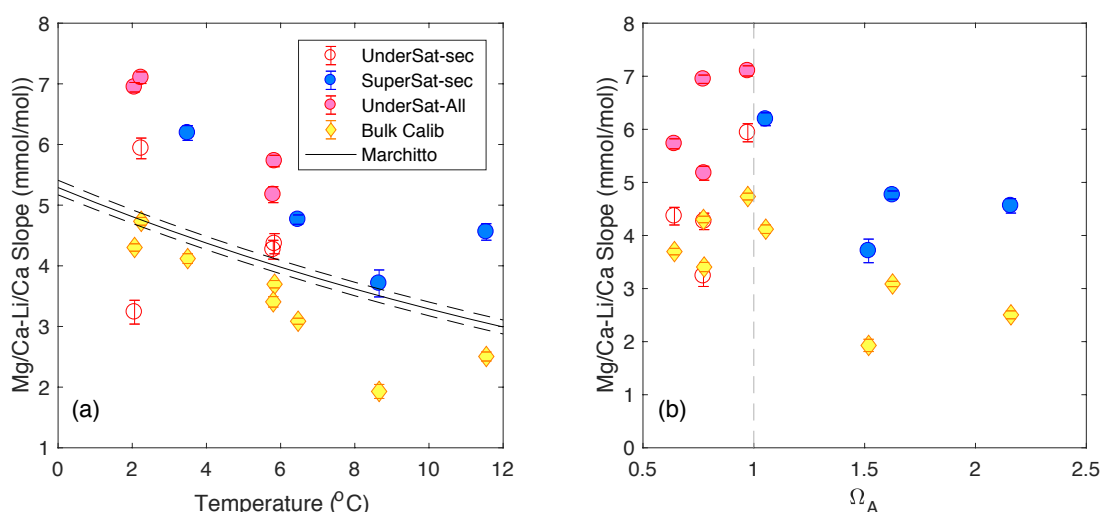 Mg/Ca-Li/Ca Slope (mmol/mol))
8
7
6
5
4
3
2
1
0
2
4
6
8
10
12
Temperature (°C)
(a)
UnderSat-sec
SuperSat-sec
UnderSat-All
Bulk Calib
Marchitto
Mg/Ca-Li/Ca Slope (mmol/mol))
8
7
6
5
4
3
2
1
0
0.5
1
1.5
2
2.5
Ω_A
(b)